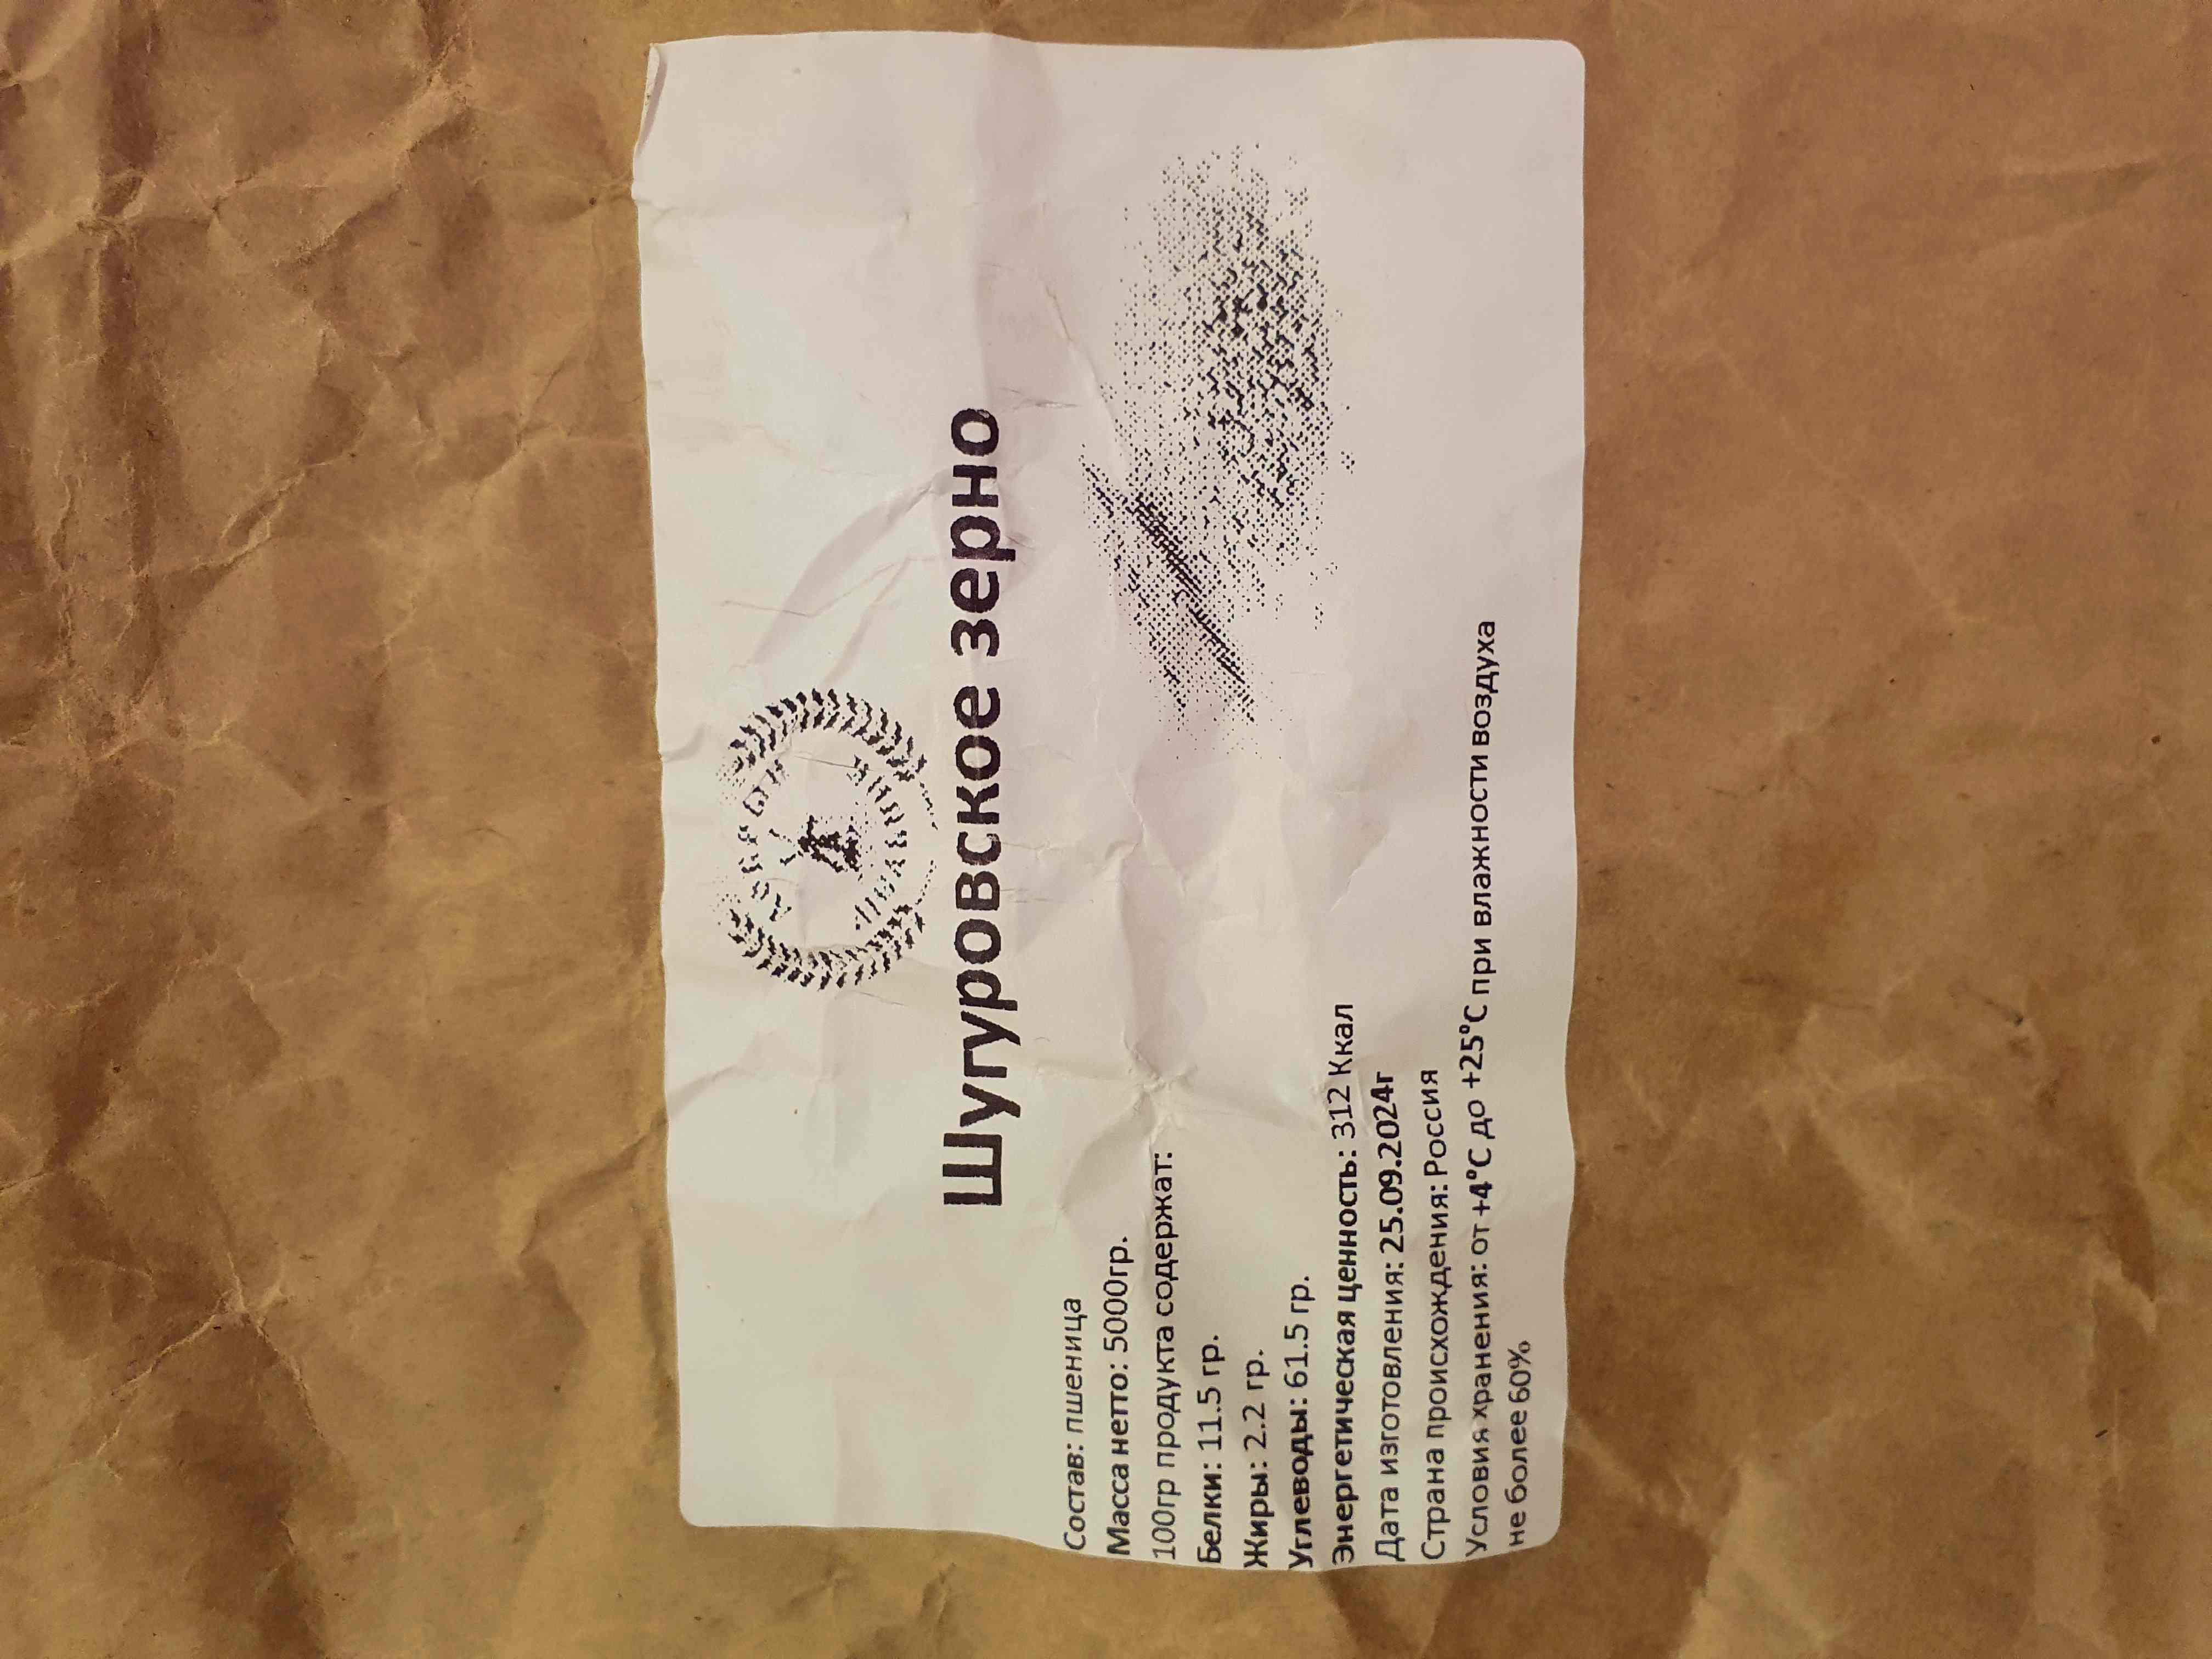 Шугуровское зерно
Состав: пшеница
Масса нетто: 5000гр.
100гр продукта содержат:
Белки: 11.5 гр.
Жиры: 2.2 гр.
Углеводы: 61.5 гр.
Энергетическая ценность: 312 Ккал
Дата изготовления: 25.09.2024г
Страна происхождения: Россия
Условия хранения: от +4°С до +25°С при влажности воздуха
не более 60%